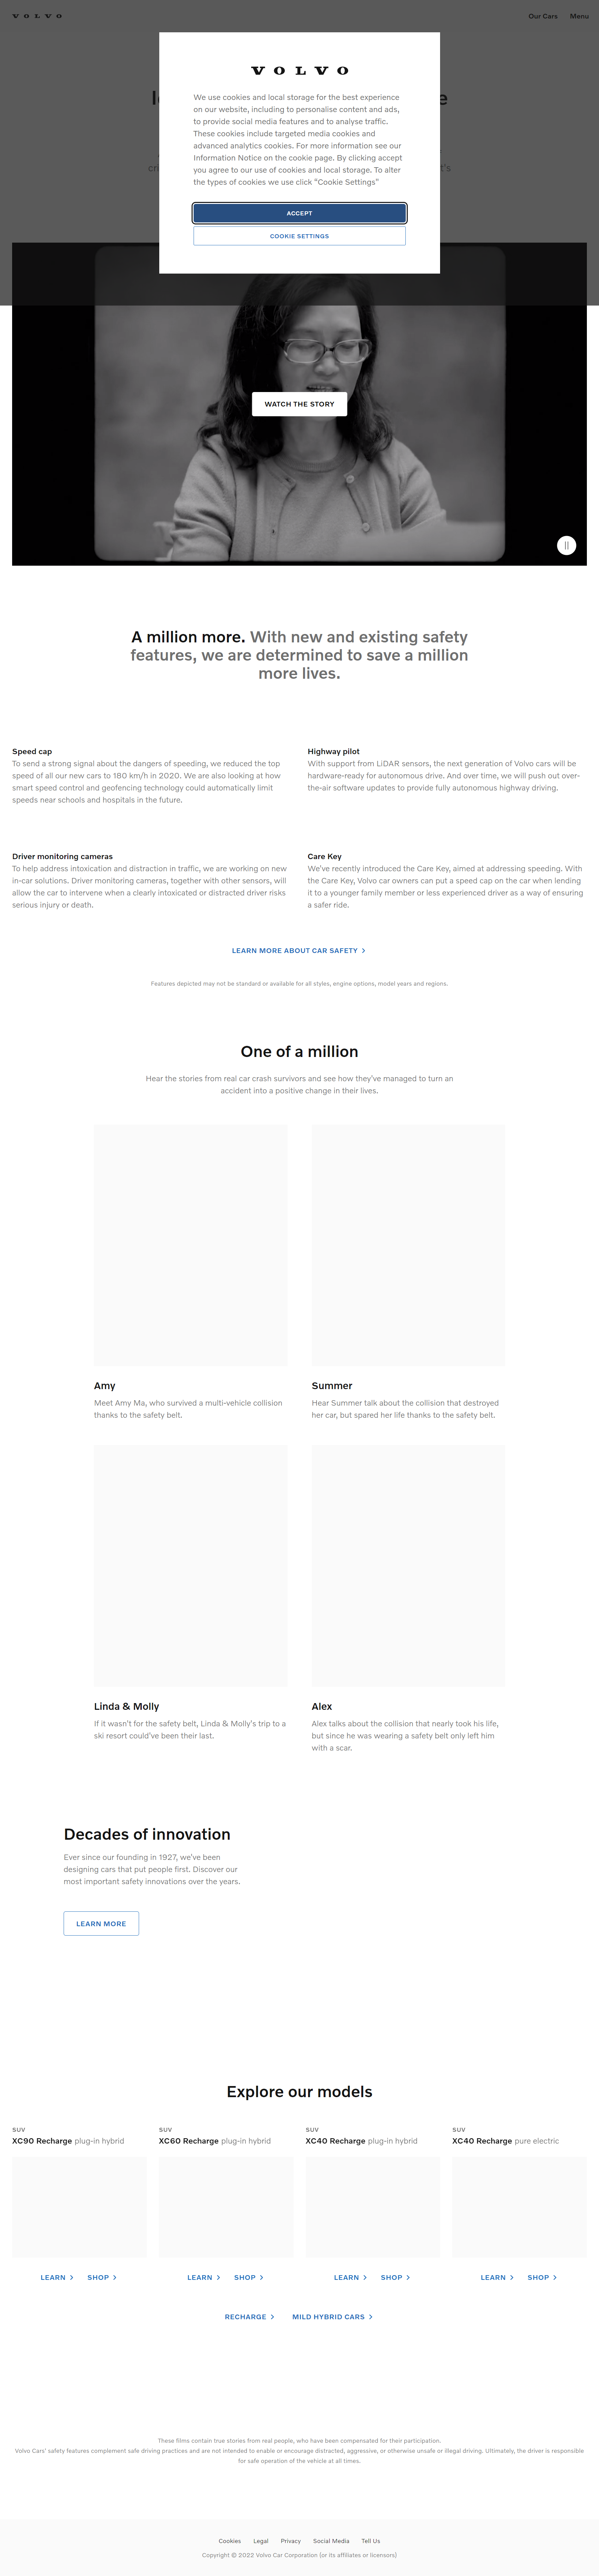 VOLVO
Our Cars Menu
VOLVO
We use cookies and local storage for the best experience
on our website, including to personalise content and ads,
to provide social media features and to analyse traffic.
These cookies include targeted media cookies and
advanced analytics cookies. For more information see our
Information Notice on the cookie page. By clicking accept
you agree to our use of cookies and local storage. To alter
the types of cookies we use click "Cookie Settings"
ACCEPT
COOKIE SETTINGS
WATCH THE STORY
A million more. With new and existing safety
features, we are determined to save a million
more lives.
Speed cap
To send a strong signal about the dangers of speeding, we reduced the top
speed of all our new cars to 180 km/h in 2020. We are also looking at how
smart speed control and geofencing technology could automatically limit
speeds near schools and hospitals in the future.
Highway pilot
With support from LiDAR sensors, the next generation of Volvo cars will be
hardware-ready for autonomous drive. And over time, we will push out over-
the-air software updates to provide fully autonomous highway driving.
Driver monitoring cameras
To help address intoxication and distraction in traffic, we are working on new
in-car solutions. Driver monitoring cameras, together with other sensors, will
allow the car to intervene when a clearly intoxicated or distracted driver risks
serious injury or death.
Care Key
We've recently introduced the Care Key, aimed at addressing speeding. With
the Care Key, Volvo car owners can put a speed cap on the car when lending
it to a younger family member or less experienced driver as a way of ensuring
a safer ride.
LEARN MORE ABOUT CAR SAFETY
Features depicted may not be standard or available for all styles, engine options, model years and regions.
One of a million
Hear the stories from real car crash survivors and see how they've managed to turn an
accident into a positive change in their lives.
Amy
Meet Amy Ma, who survived a multi-vehicle collision
thanks to the safety belt.
Summer
Hear Summer talk about the collision that destroyed
her car, but spared her life thanks to the safety belt.
Linda & Molly
If it wasn't for the safety belt, Linda & Molly's trip to a
ski resort could've been their last.
Alex
Alex talks about the collision that nearly took his life,
but since he was wearing a safety belt only left him
with a scar.
Decades of innovation
Ever since our founding in 1927, we've been
designing cars that put people first. Discover our
most important safety innovations over the years.
LEARN MORE
Explore our models
SUV
XC90 Recharge plug-in hybrid
LEARN SHOP
SUV
XC60 Recharge plug-in hybrid
LEARN SHOP
SUV
XC40 Recharge plug-in hybrid
LEARN SHOP
SUV
XC40 Recharge pure electric
LEARN SHOP
RECHARGE MILD HYBRID CARS
These films contain true stories from real people, who have been compensated for their participation.
Volvo Cars' safety features complement safe driving practices and are not intended to enable or encourage distracted, aggressive, or otherwise unsafe or illegal driving. Ultimately, the driver is responsible
for safe operation of the vehicle at all times.
Cookies Legal Privacy Social Media Tell Us
Copyright © 2022 Volvo Car Corporation (or its affiliates or licensors)